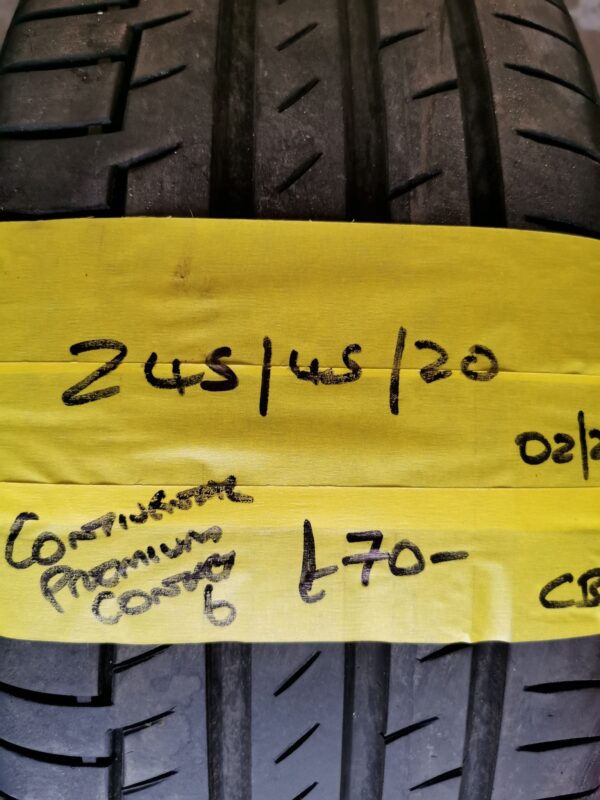 245/45/20
02/2
CONTINENTAL
PREMIUM
CONTACT
6
£70-
CB